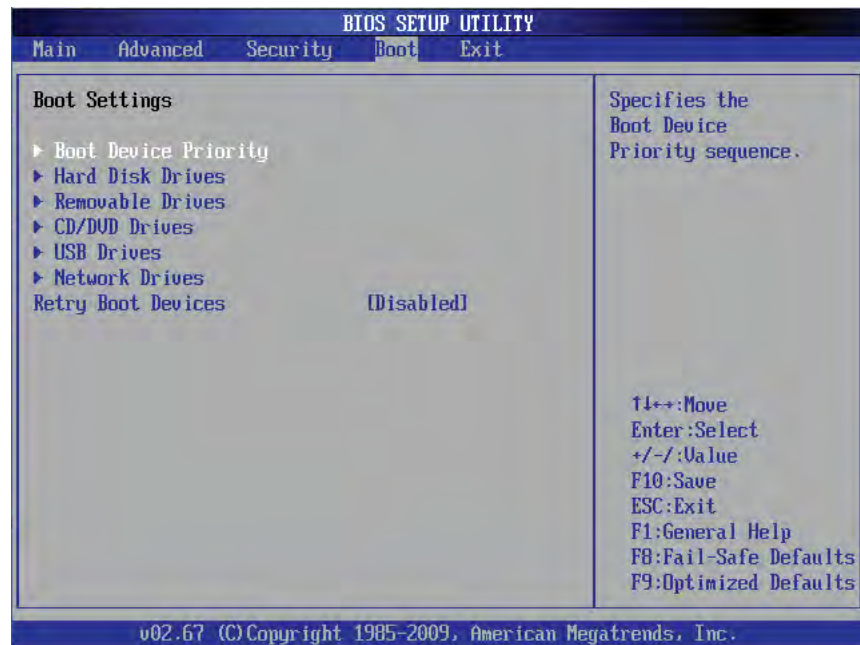 BIOS SETUP UTILITY
Main Advanced Security Boot Exit
Boot Settings
▶ Boot Device Priority
▶ Hard Disk Drives
▶ Removable Drives
▶ CD/DVD Drives
▶ USB Drives
▶ Network Drives
Retry Boot Devices [Disabled]
Specifies the
Boot Device
Priority sequence.
↑↓←→:Move
Enter:Select
+/-/:Value
F10:Save
ESC:Exit
F1:General Help
F8:Fail-Safe Defaults
F9:Optimized Defaults
v02.67 (C)Copyright 1985-2009, American Megatrends, Inc.